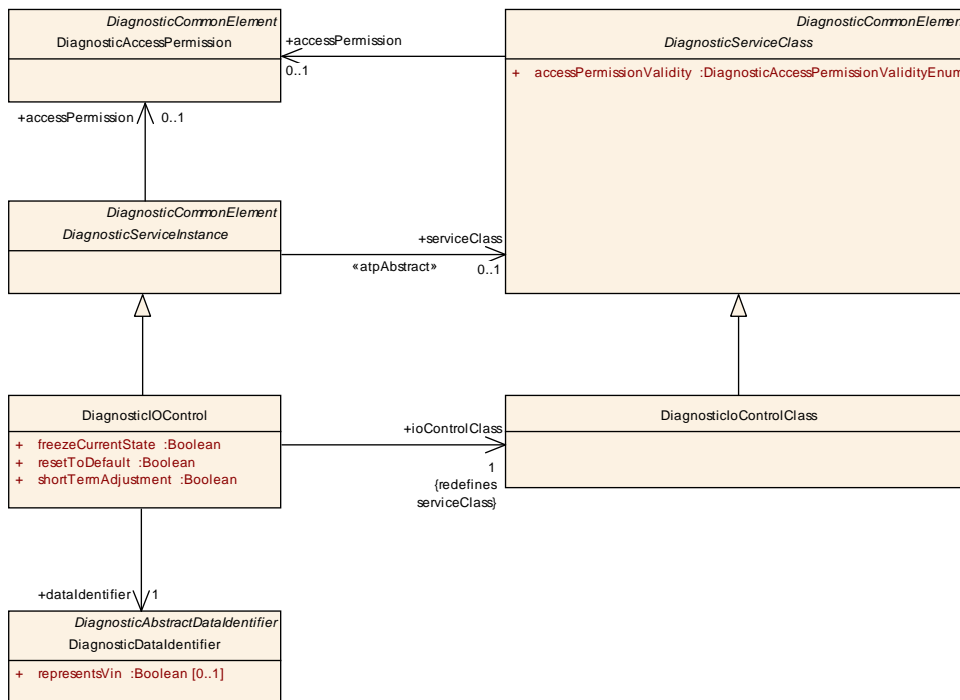 DiagnosticCommonElement
DiagnosticAccessPermission
DiagnosticCommonElemen
DiagnosticServiceClass
+ accessPermissionValidity :DiagnosticAccessPermissionValidityEnum
+accessPermission
0..1
+accessPermission
0..1
DiagnosticCommonElement
DiagnosticServiceInstance
+serviceClass
«atpAbstract»
0..1
DiagnosticIOControl
+ freezeCurrentState :Boolean
+ resetToDefault :Boolean
+ shortTermAdjustment :Boolean
+ioControlClass
1
{redefines
serviceClass}
DiagnosticIoControlClass
+dataIdentifier
1
DiagnosticAbstractDataIdentifier
DiagnosticDataIdentifier
+ representsVin :Boolean [0..1]